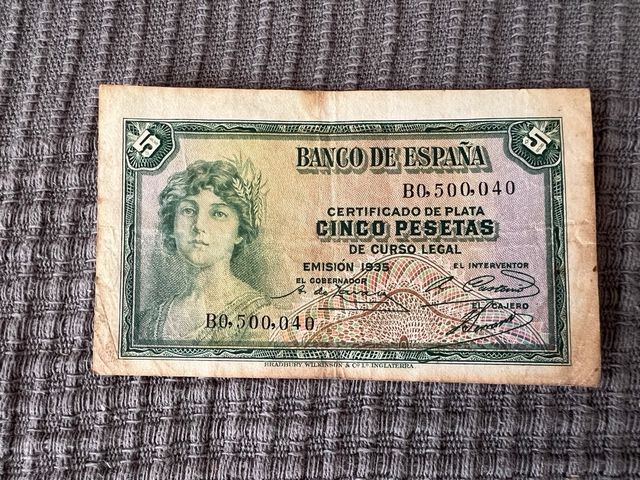 5 5
BANCO DE ESPAÑA
B0,500,040
CERTIFICADO DE PLATA
CINCO PESETAS
DE CURSO LEGAL
EMISIÓN 1935
EL INTERVENTOR
EL GOBERNADOR
EL CAJERO
B0,500,040
BRADBURY WILKINSON & Cº Lᴰ INGLATERRA